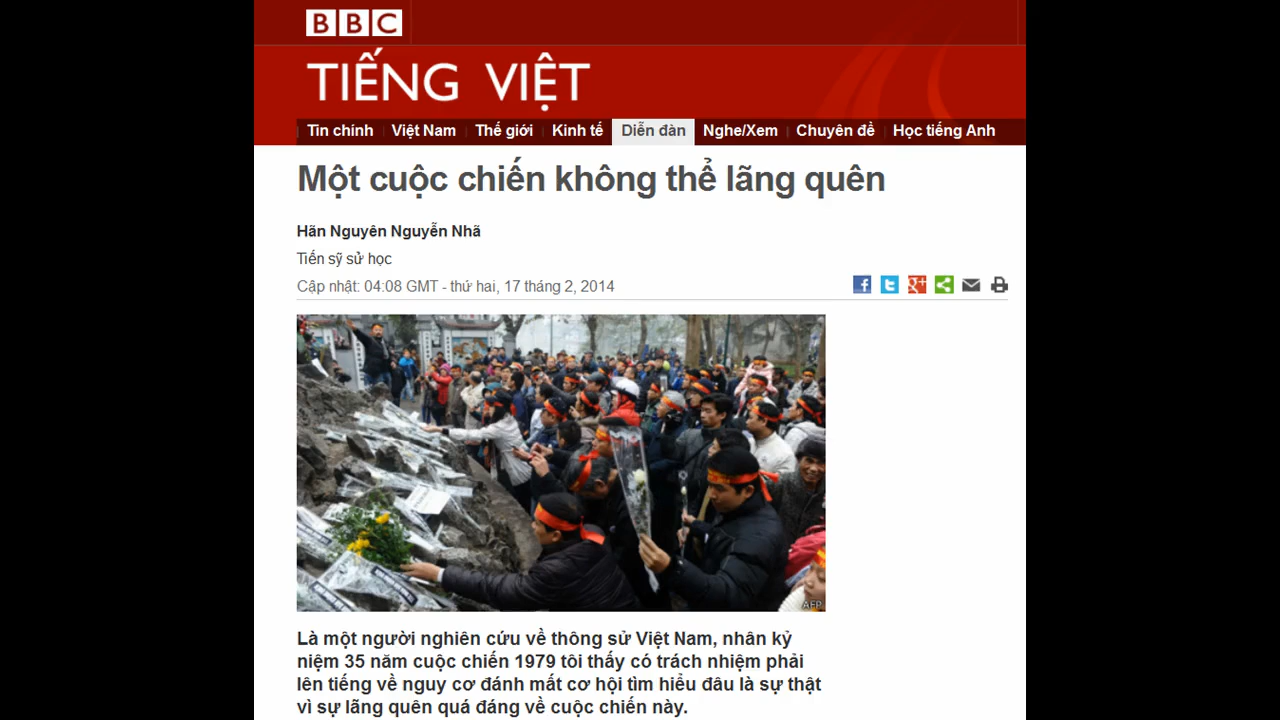 BBC
TIẾNG VIỆT
Tin chính Việt Nam Thế giới Kinh tế Diễn đàn Nghe/Xem Chuyên đề Học tiếng Anh
Một cuộc chiến không thể lãng quên
Hãn Nguyên Nguyễn Nhã
Tiến sỹ sử học
Cập nhật: 04:08 GMT - thứ hai, 17 tháng 2, 2014
AFP
Là một người nghiên cứu về thông sử Việt Nam, nhân kỷ
niệm 35 năm cuộc chiến 1979 tôi thấy có trách nhiệm phải
lên tiếng về nguy cơ đánh mất cơ hội tìm hiểu đâu là sự thật
vì sự lãng quên quá đáng về cuộc chiến này.